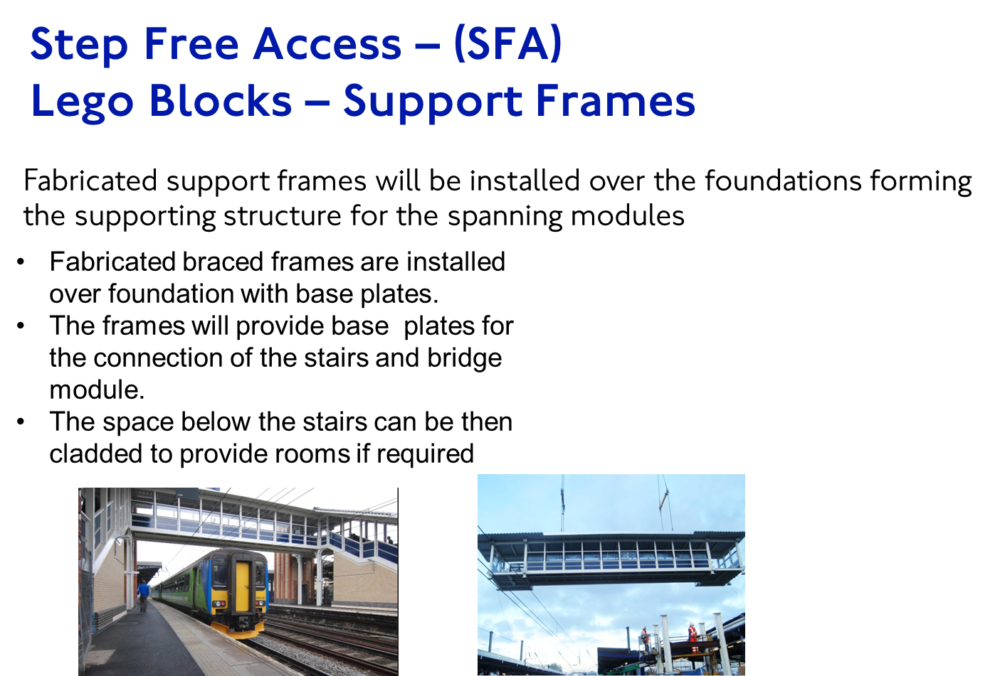 Step Free Access – (SFA)
Lego Blocks – Support Frames
Fabricated support frames will be installed over the foundations forming
the supporting structure for the spanning modules
• Fabricated braced frames are installed
over foundation with base plates.
• The frames will provide base  plates for
the connection of the stairs and bridge
module.
• The space below the stairs can be then
cladded to provide rooms if required